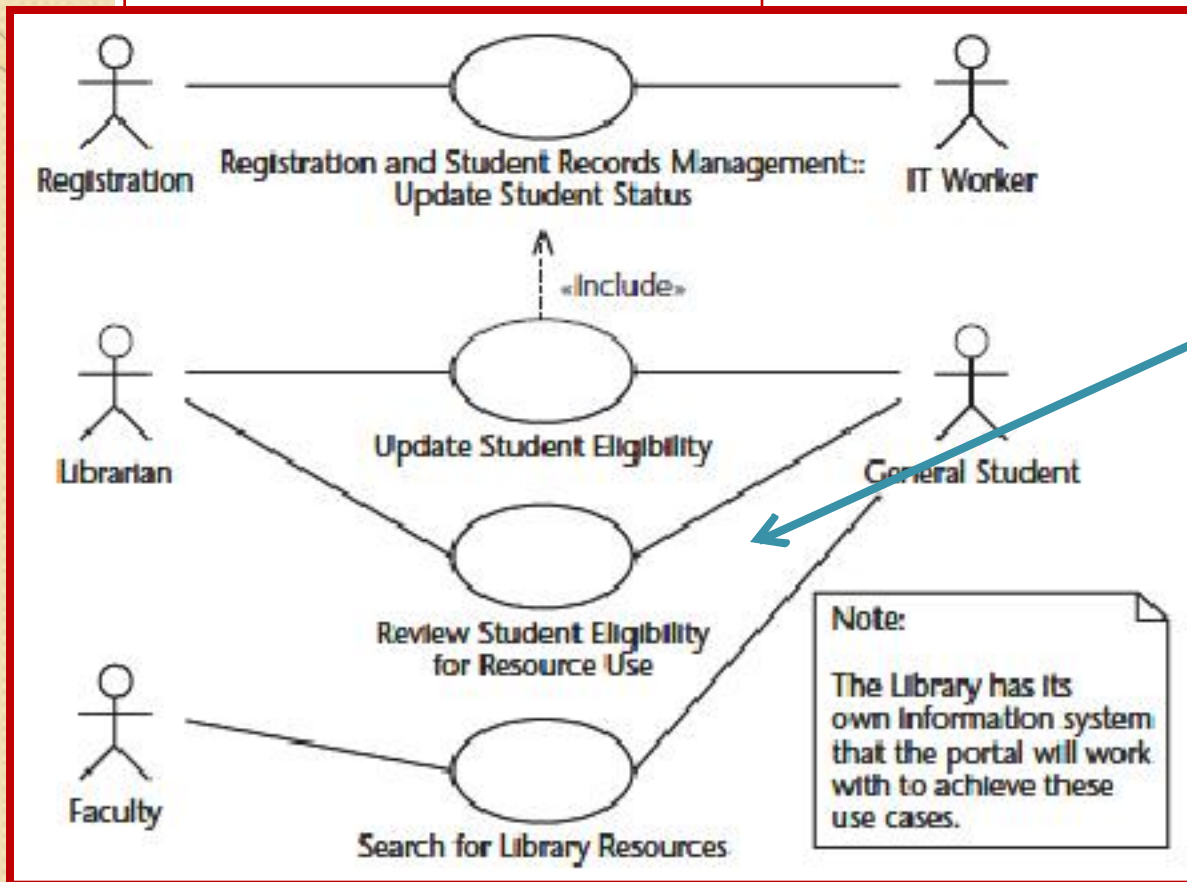 Registration
Registration and Student Records Management::
Update Student Status
IT Worker
«Include»
Librarian
Update Student Eligibility
General Student
Review Student Eligibility
for Resource Use
Faculty
Search for Library Resources
Note:
The Library has its
own Information system
that the portal will work
with to achieve these
use cases.